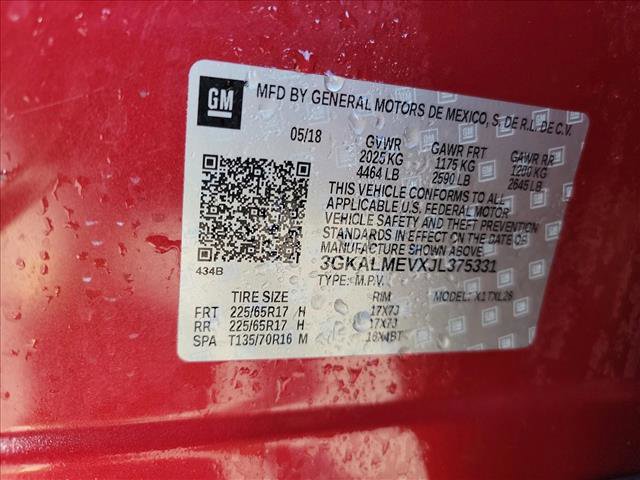 GM
MFD BY GENERAL MOTORS DE MEXICO, S. DE R.L. DE C.V.
05/18 GVWR GAWR FRT GAWR RR
2025 KG 1175 KG 1200 KG
4464 LB 2590 LB 2645 LB
THIS VEHICLE CONFORMS TO ALL
APPLICABLE U.S. FEDERAL MOTOR
VEHICLE SAFETY AND THEFT PREVENTION
STANDARDS IN EFFECT ON THE DATE OF
MANUFACTURE SHOWN ABOVE.
434B 3GKALMEVXJL375331
TYPE: M.P.V.
TIRE SIZE RIM MODEL: X1TXL26
FRT 225/65R17 H 17X7J
RR 225/65R17 H 17X7J
SPA T135/70R16 M 16X4BT